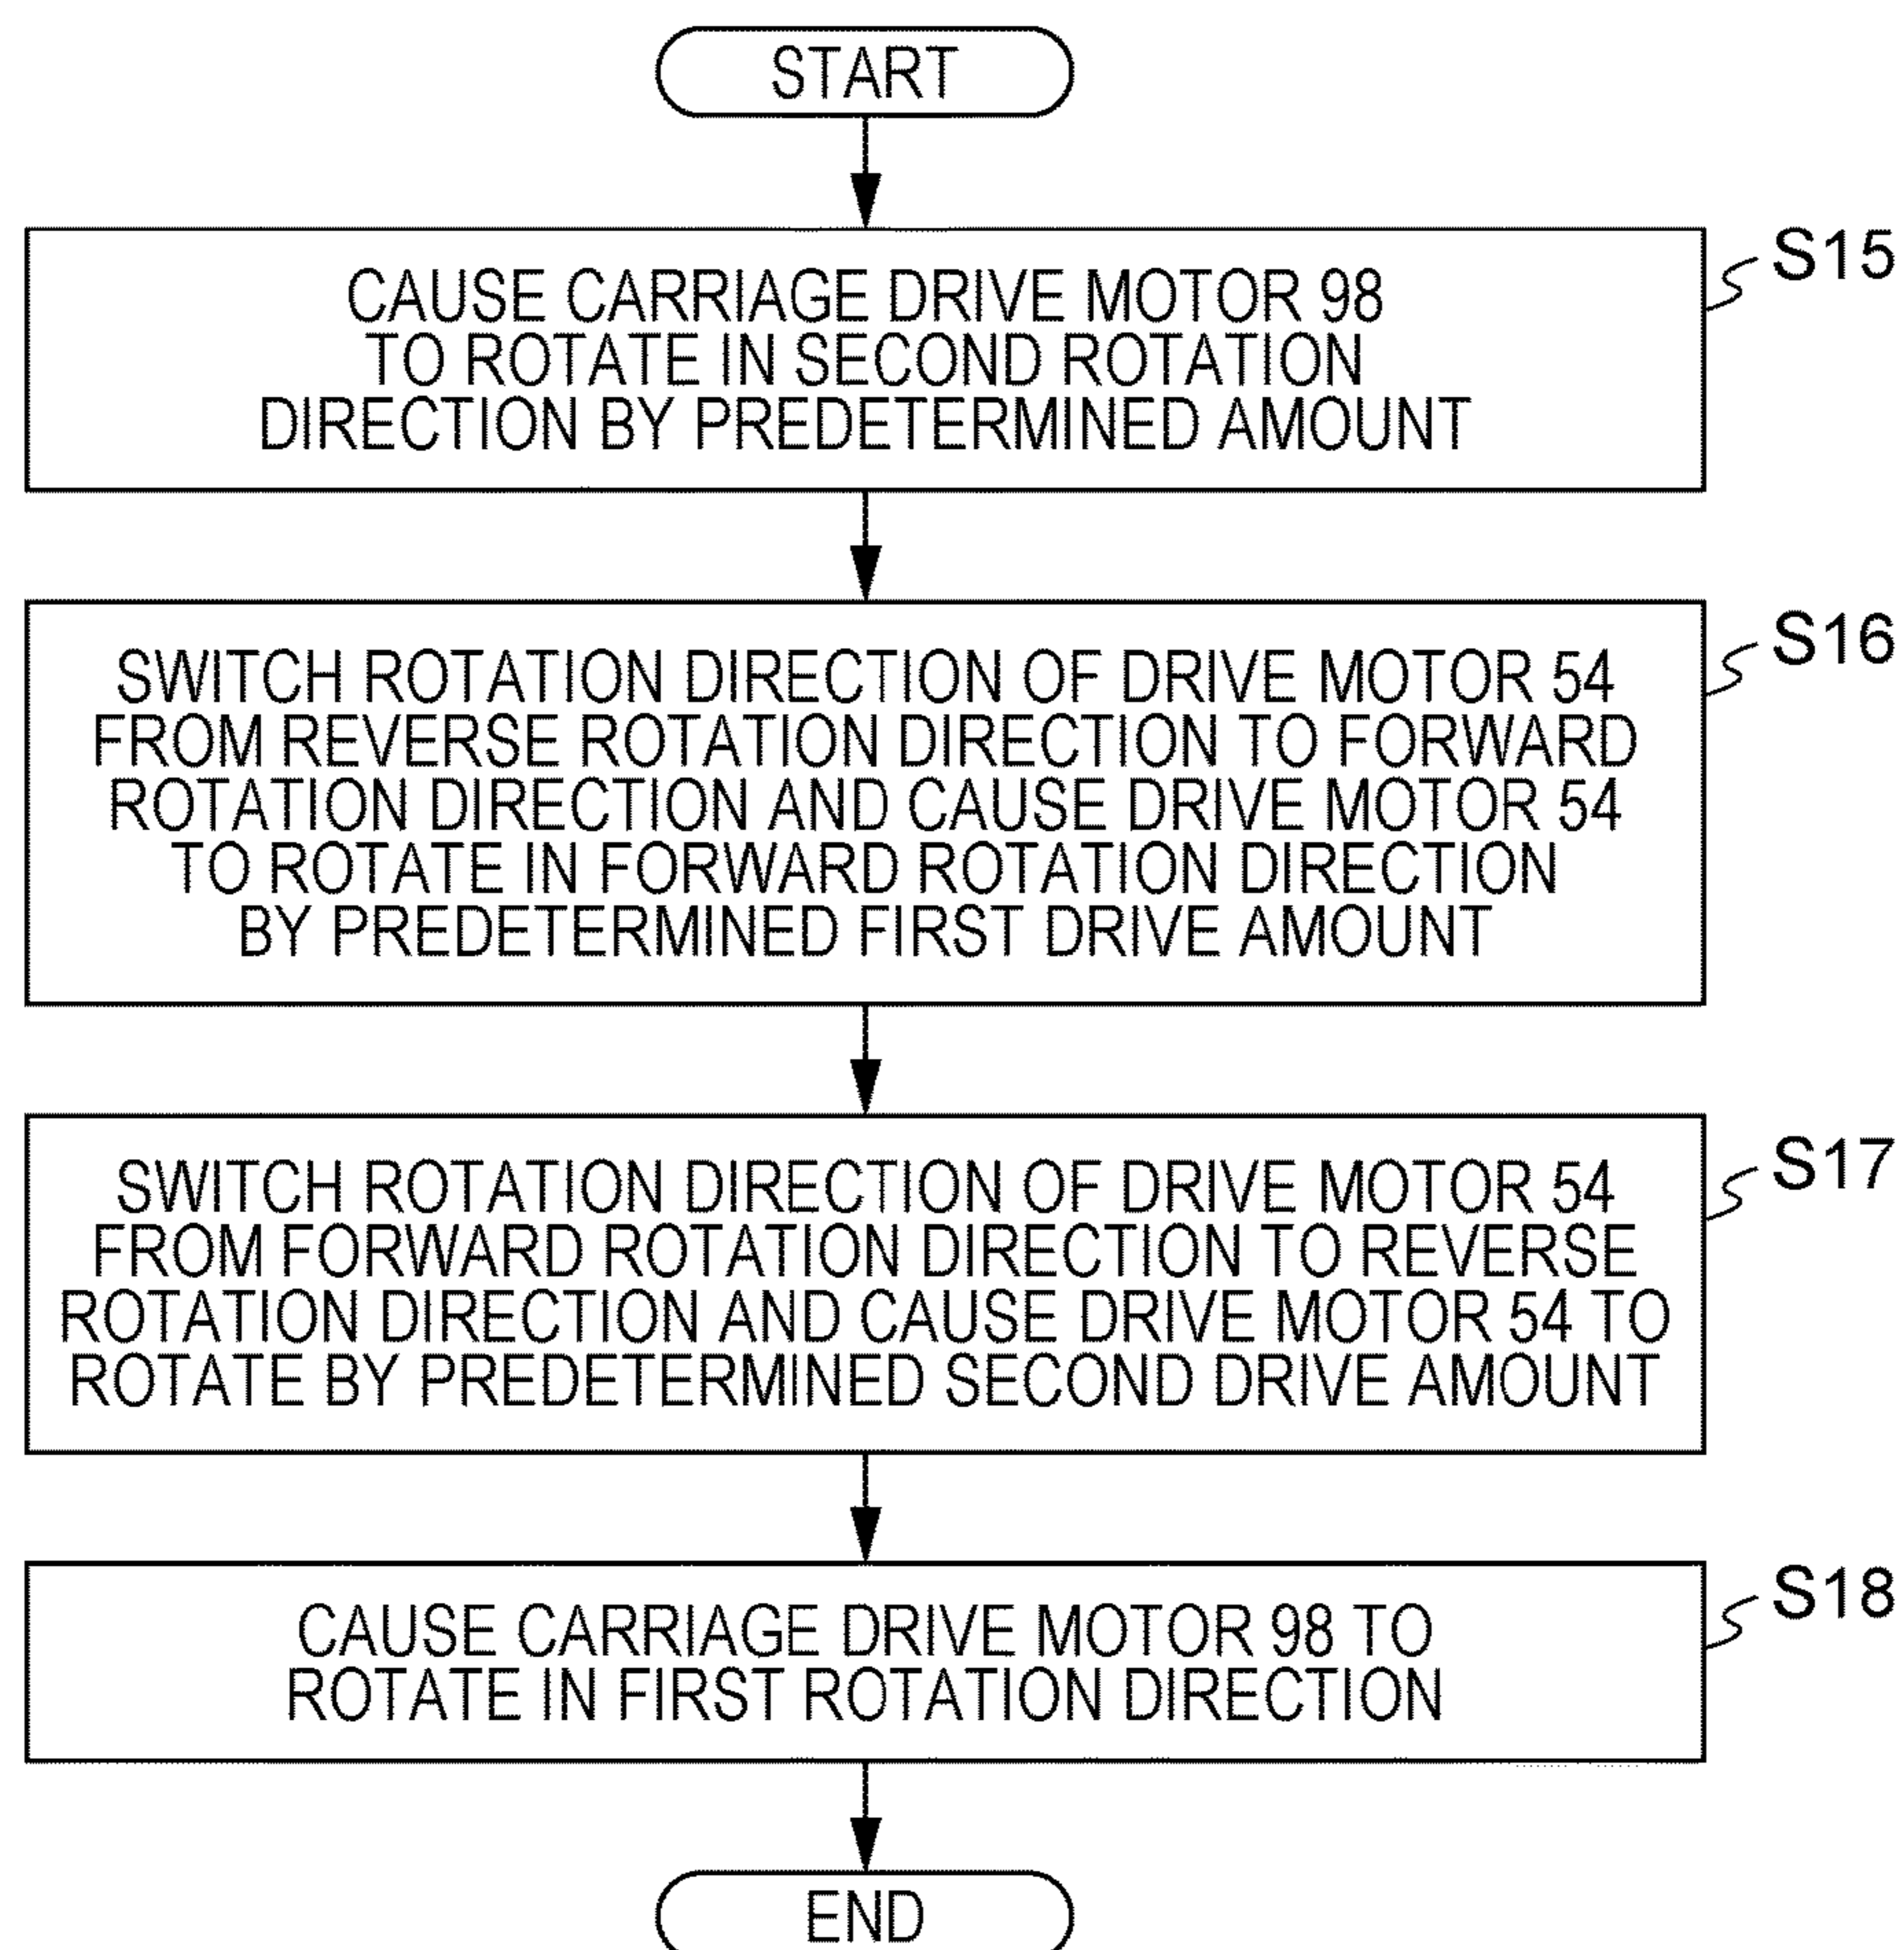 START
S15
CAUSE CARRIAGE DRIVE MOTOR 98
TO ROTATE IN SECOND ROTATION
DIRECTION BY PREDETERMINED AMOUNT
S16
SWITCH ROTATION DIRECTION OF DRIVE MOTOR 54
FROM REVERSE ROTATION DIRECTION TO FORWARD
ROTATION DIRECTION AND CAUSE DRIVE MOTOR 54
TO ROTATE IN FORWARD ROTATION DIRECTION
BY PREDETERMINED FIRST DRIVE AMOUNT
S17
SWITCH ROTATION DIRECTION OF DRIVE MOTOR 54
FROM FORWARD ROTATION DIRECTION TO REVERSE
ROTATION DIRECTION AND CAUSE DRIVE MOTOR 54 TO
ROTATE BY PREDETERMINED SECOND DRIVE AMOUNT
S18
CAUSE CARRIAGE DRIVE MOTOR 98 TO
ROTATE IN FIRST ROTATION DIRECTION
END